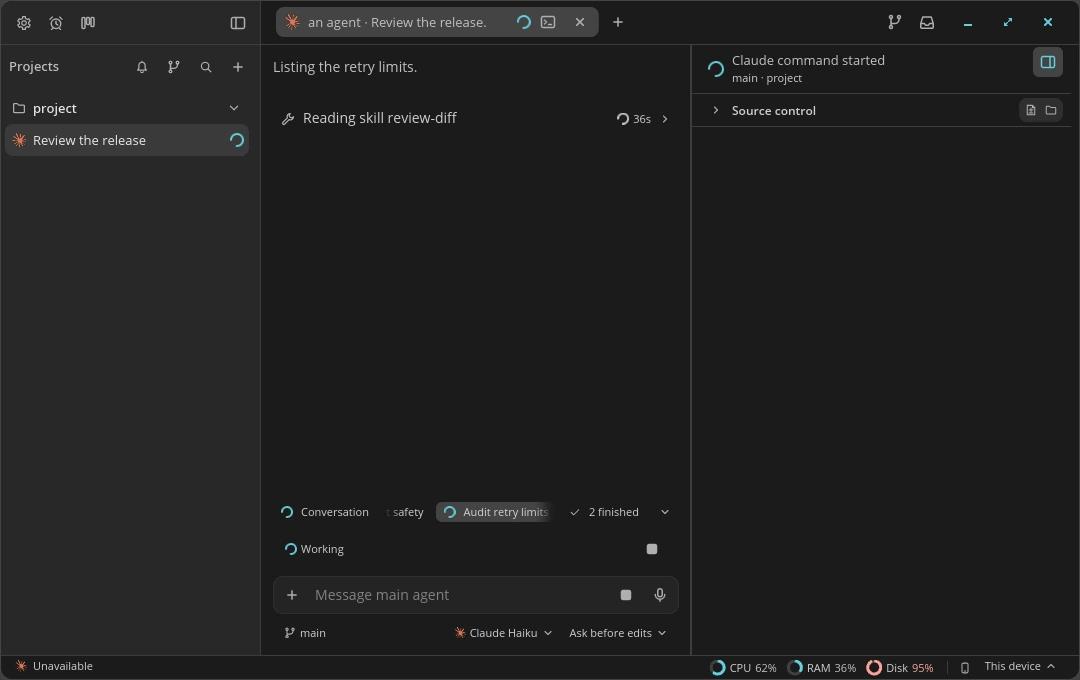 an agent · Review the release.
Projects
project
Review the release
Listing the retry limits.
Reading skill review-diff
36s
Conversation
t safety
Audit retry limits
2 finished
Working
Message main agent
main
Claude Haiku
Ask before edits
Claude command started
main · project
Source control
Unavailable
CPU 62%
RAM 36%
Disk 95%
This device